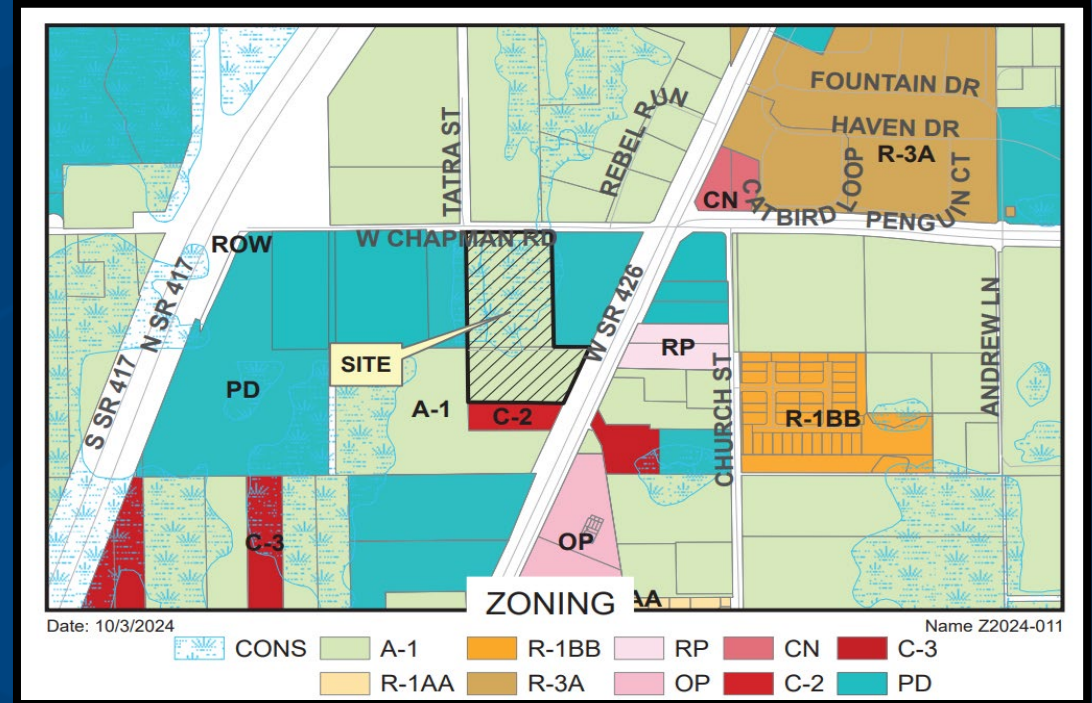 FOUNTAIN DR
REBEL RUN
TATRA ST
HAVEN DR
R-3A
CATBIRD LOOP
PENGUIN CT
CN
ROW
W CHAPMAN RD
N SR 417
S SR 417
W SR 426
ANDREW LN
RP
SITE
PD
A-1
C-2
CHURCH ST
R-1BB
C-3
OP
AA
ZONING
Date: 10/3/2024
Name Z2024-011
CONS A-1 R-1BB RP CN C-3
R-1AA R-3A OP C-2 PD